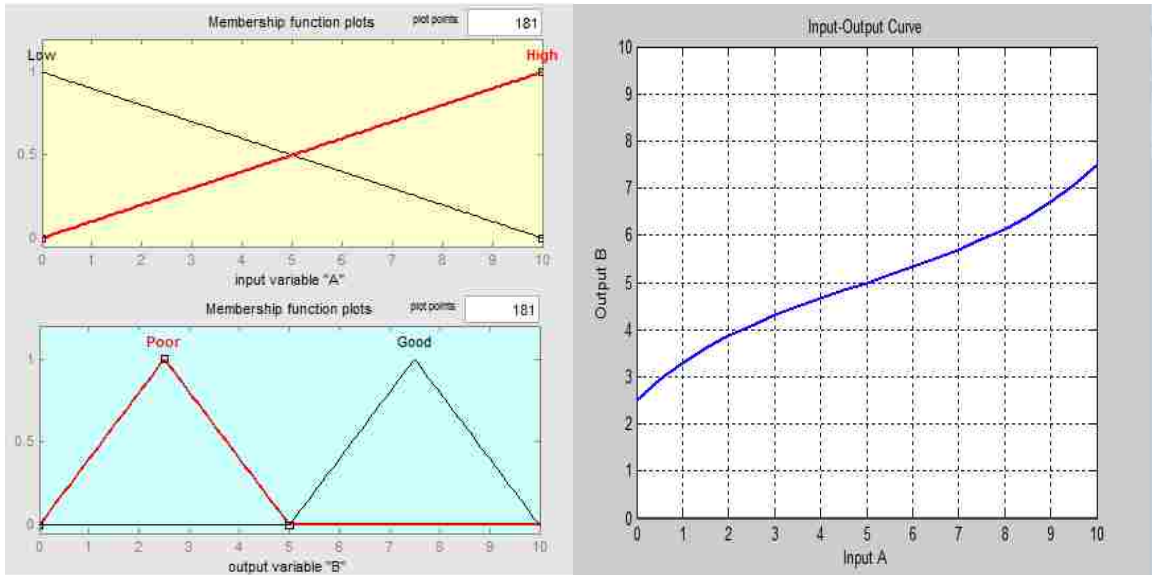 Membership function plots plot points: 181
Low High
1
0.5
0
0 1 2 3 4 5 6 7 8 9 10
input variable "A"
Membership function plots plot points: 181
Poor Good
1
0.5
0
0 1 2 3 4 5 6 7 8 9 10
output variable "B"
Input-Output Curve
10
9
8
7
6
5
4
3
2
1
0
Output B
0 1 2 3 4 5 6 7 8 9 10
Input A